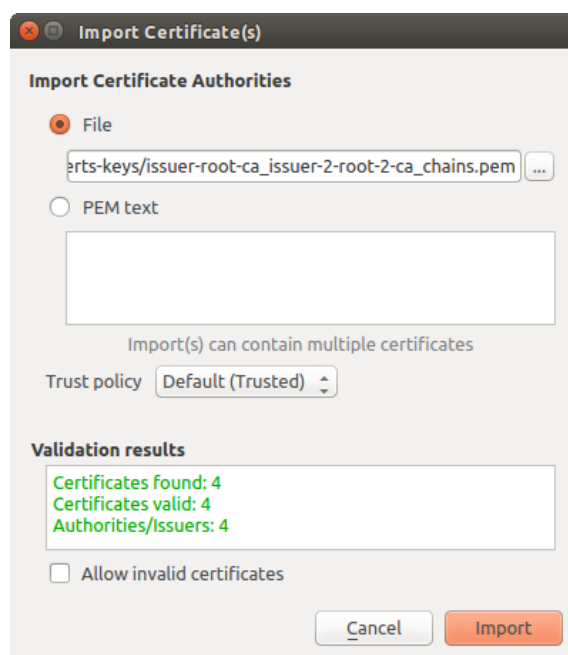 Import Certificate(s)
Import Certificate Authorities
File
erts-keys/issuer-root-ca_issuer-2-root-2-ca_chains.pem ...
PEM text
Import(s) can contain multiple certificates
Trust policy Default (Trusted)
Validation results
Certificates found: 4
Certificates valid: 4
Authorities/Issuers: 4
Allow invalid certificates
Cancel Import